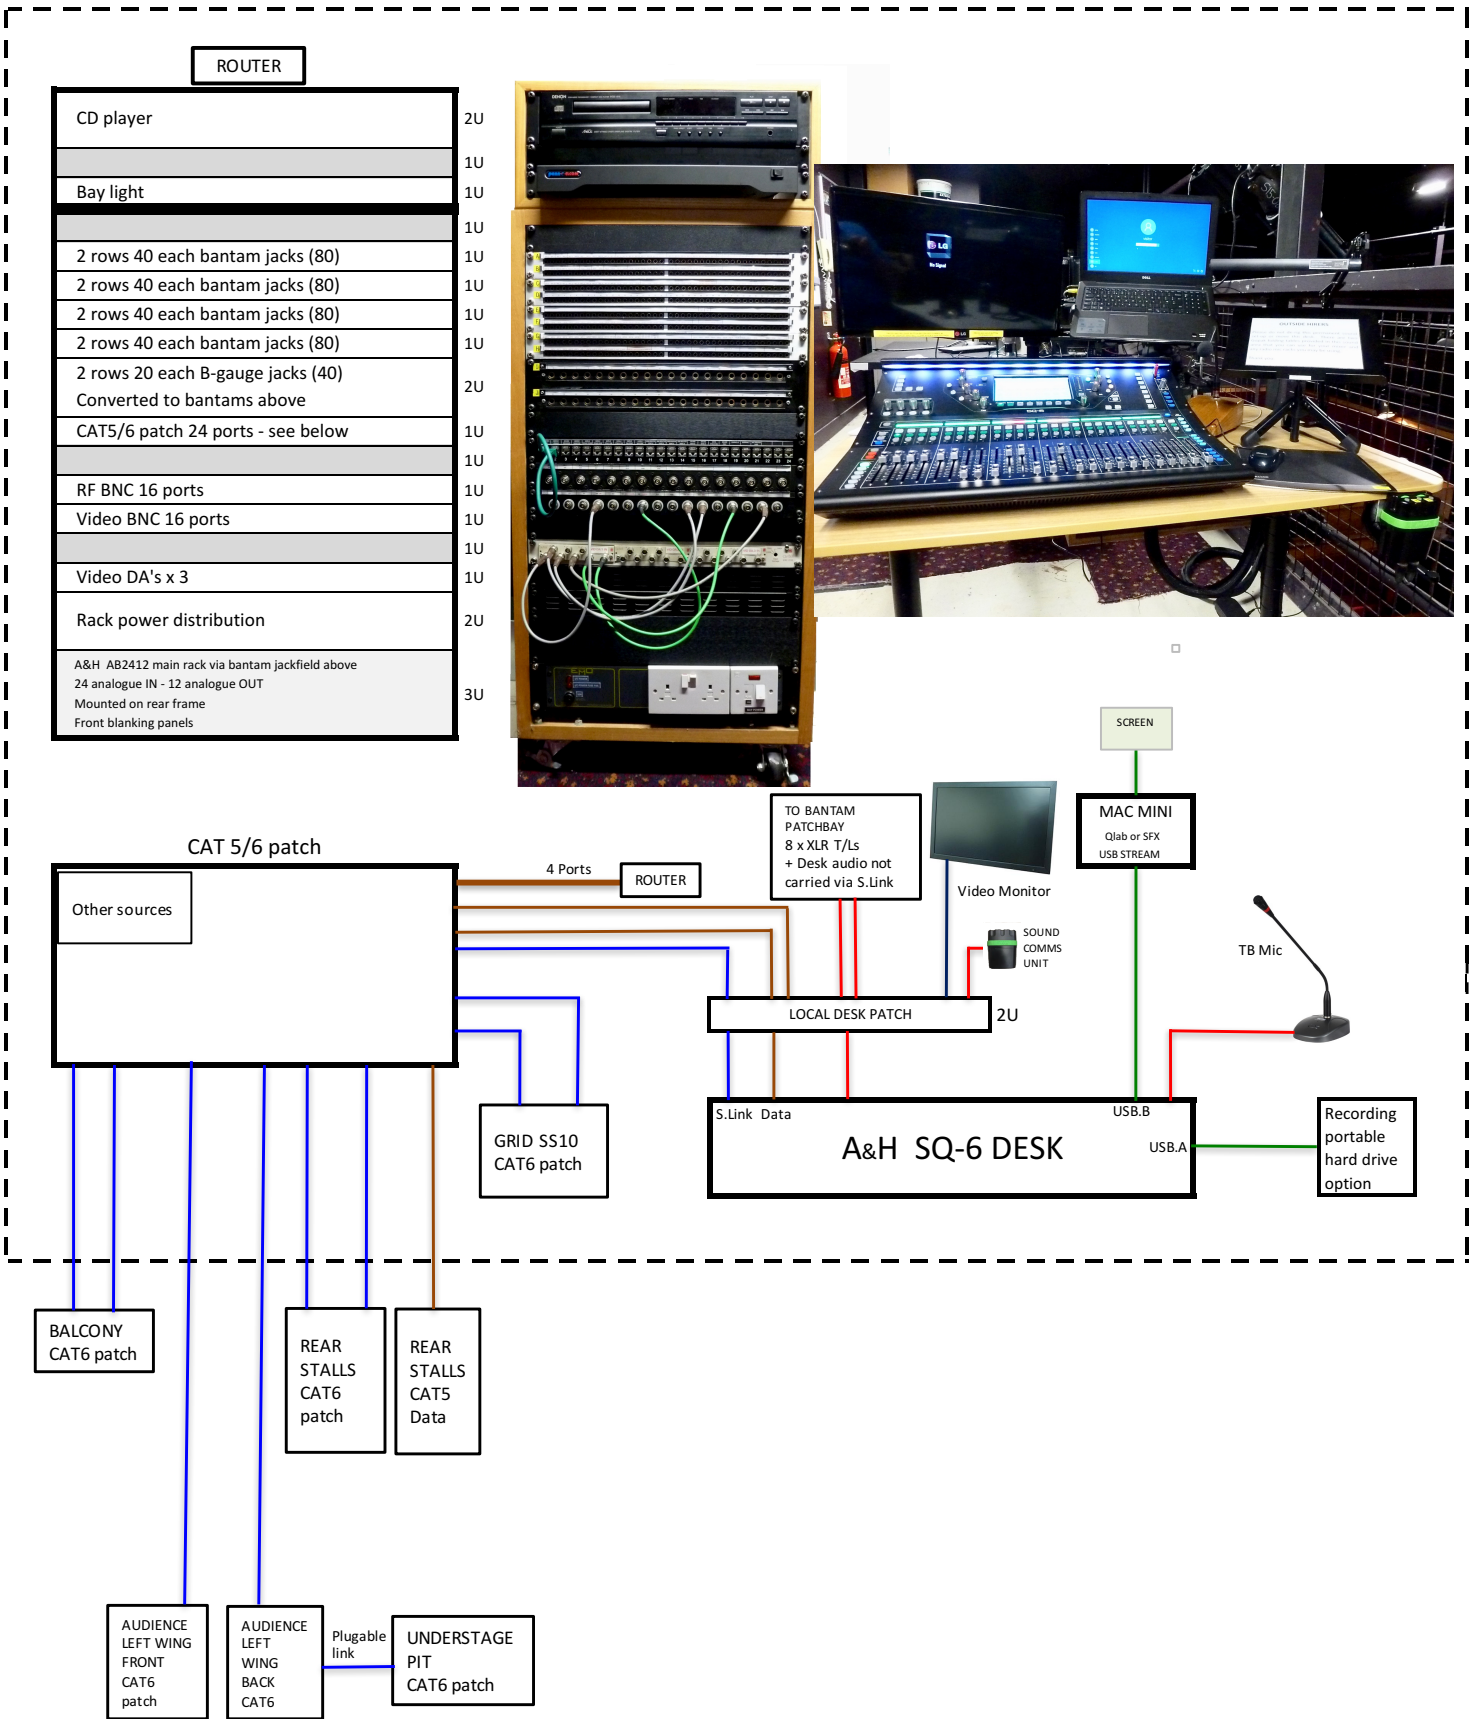 ROUTER
CD player
2U
1U
Bay light
1U
1U
2 rows 40 each bantam jacks (80)
1U
2 rows 40 each bantam jacks (80)
1U
2 rows 40 each bantam jacks (80)
1U
2 rows 40 each bantam jacks (80)
1U
2 rows 20 each B-gauge jacks (40)
Converted to bantams above
2U
CAT5/6 patch 24 ports - see below
1U
1U
RF BNC 16 ports
1U
Video BNC 16 ports
1U
1U
Video DA's x 3
1U
Rack power distribution
2U
A&H AB2412 main rack via bantam jackfield above
24 analogue IN - 12 analogue OUT
Mounted on rear frame
Front blanking panels
3U
DENON
LG
No Signal
DELL
SCREEN
MAC MINI
Qlab or SFX
USB STREAM
TO BANTAM
PATCHBAY
8 x XLR T/Ls
+ Desk audio not
carried via S.Link
Video Monitor
CAT 5/6 patch
Other sources
4 Ports
ROUTER
SOUND
COMMS
UNIT
TB Mic
LOCAL DESK PATCH
2U
S.Link Data
USB.B
USB.A
A&H SQ-6 DESK
Recording
portable
hard drive
option
GRID SS10
CAT6 patch
BALCONY
CAT6 patch
REAR
STALLS
CAT6
patch
REAR
STALLS
CAT5
Data
AUDIENCE
LEFT WING
FRONT
CAT6
patch
AUDIENCE
LEFT
WING
BACK
CAT6
Plugable
link
UNDERSTAGE
PIT
CAT6 patch